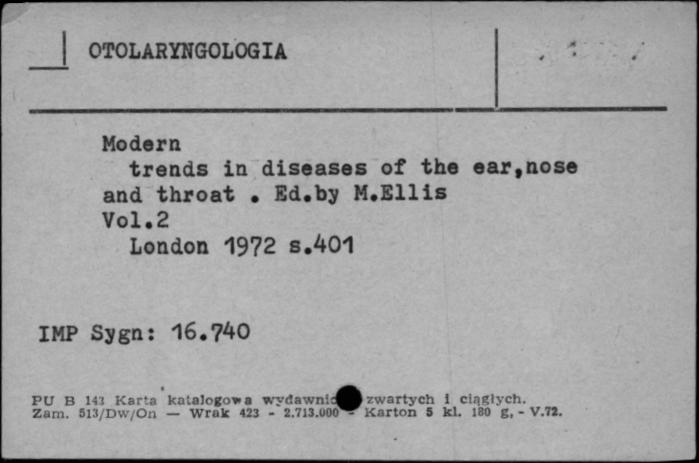 OTOLARYNGOLOGIA
Modern
trends in diseases of the ear,nose
and throat . Ed.by M.Ellis
Vol.2
London 1972 s.401
IMP Sygn: 16.740
PU B 143 Karta katalogowa zwartych i ciągłych.
Zam. 513/Dw/On — Wrak 423 - 2.713.000 - Karton 5 kl. 180 g, - V.72.